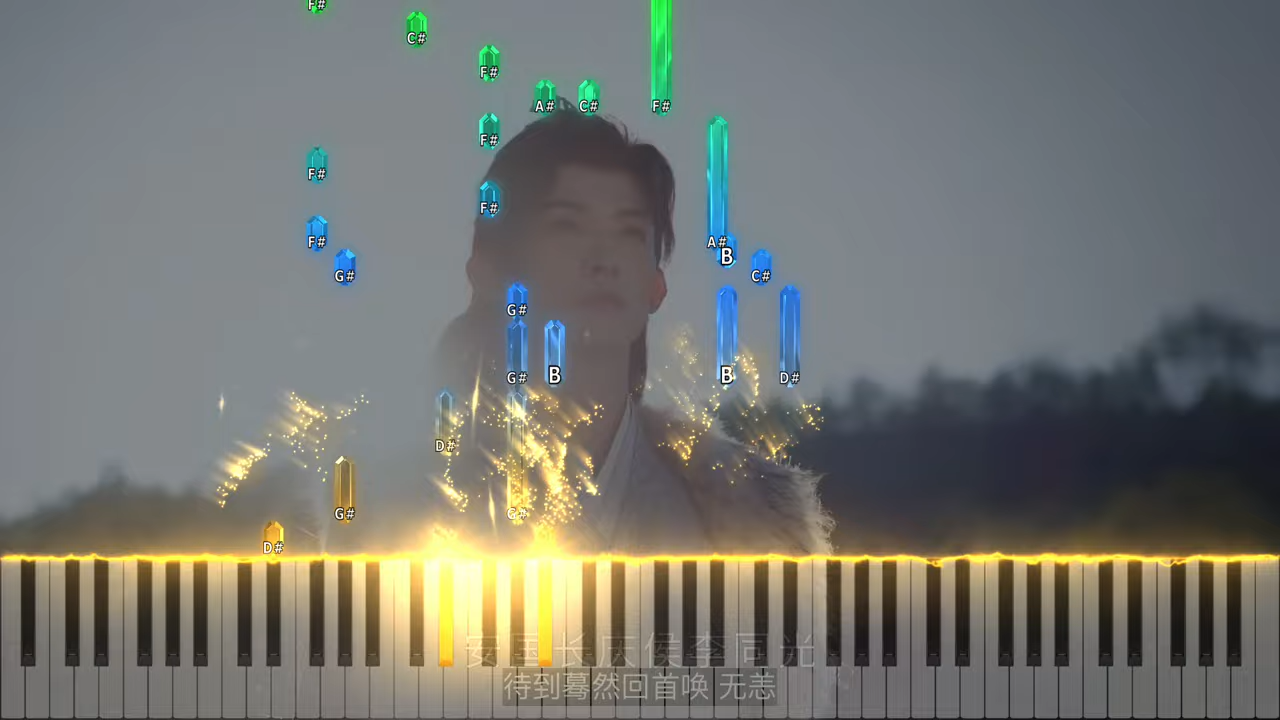 F#
C#
F#
A# C# F#
F#
F#
F#
F# A#
B
G# C#
G#
G# B B D#
D#
G# G#
D#
安国长庆侯李同光
待到蓦然回首唤 无恙